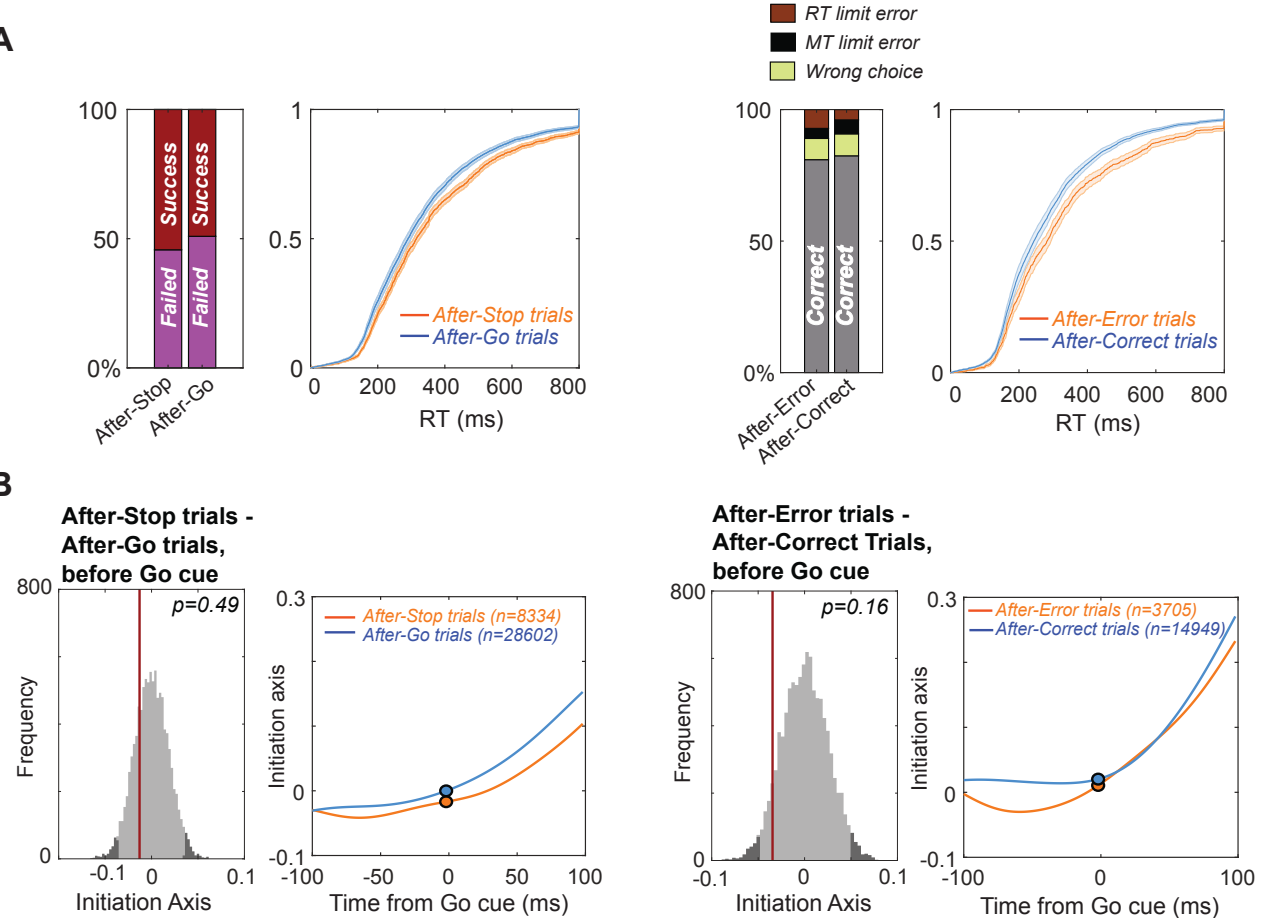 A
RT limit error
MT limit error
Wrong choice
100
50
0%
Success
Success
Failed
Failed
After-Stop
After-Go
1
0.5
0
After-Stop trials
After-Go trials
0
200
400
600
800
RT (ms)
100
50
0%
Correct
Correct
After-Error
After-Correct
1
0.5
0
After-Error trials
After-Correct trials
0
200
400
600
800
RT (ms)
B
After-Stop trials -
After-Go trials,
before Go cue
800
p=0.49
Frequency
0
-0.1
0
0.1
Initiation Axis
0.3
After-Stop trials (n=8334)
After-Go trials (n=28602)
Initiation axis
0
-0.1
-100
-50
0
50
100
Time from Go cue (ms)
After-Error trials -
After-Correct Trials,
before Go cue
800
p=0.16
Frequency
0
-0.1
0
0.1
Initiation Axis
0.3
After-Error trials (n=3705)
After-Correct trials (n=14949)
Initiation axis
0
-0.1
-100
0
100
Time from Go cue (ms)